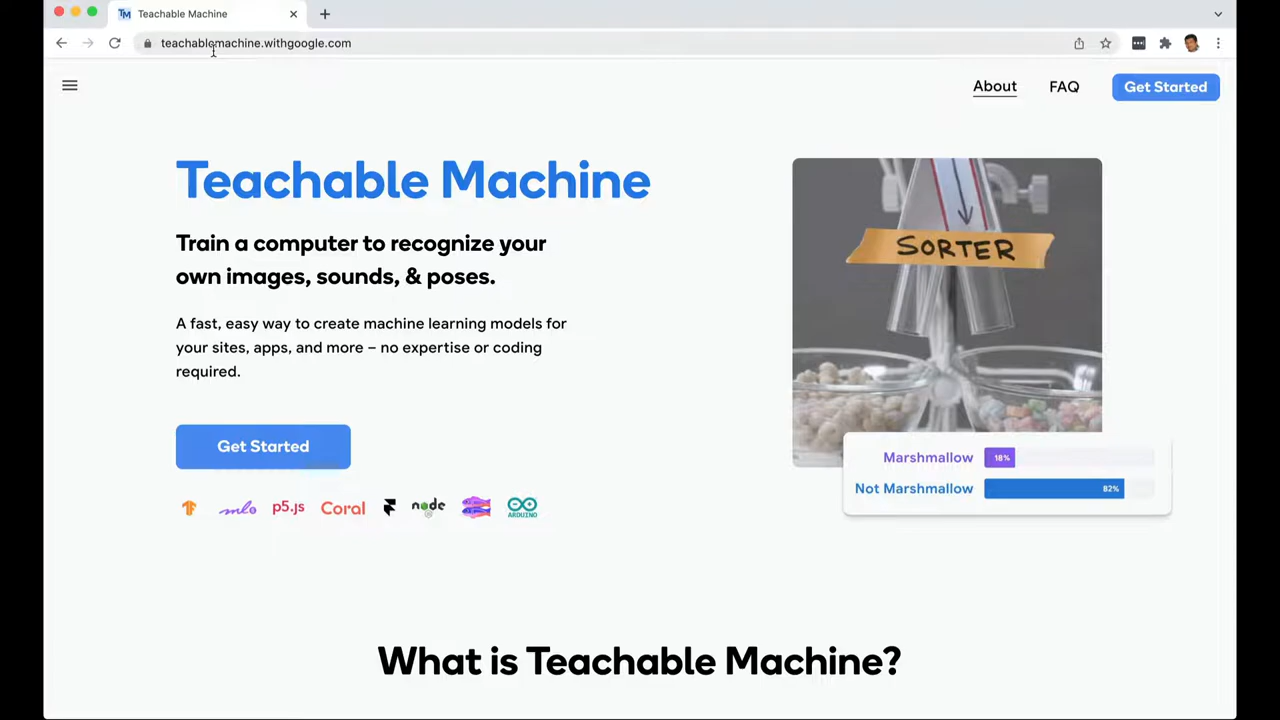 Teachable Machine
teachablemachine.withgoogle.com
About
FAQ
Get Started
Teachable Machine
Train a computer to recognize your
own images, sounds, & poses.
A fast, easy way to create machine learning models for
your sites, apps, and more – no expertise or coding
required.
Get Started
p5.js
Coral
node
ARDUINO
SORTER
Marshmallow
18%
Not Marshmallow
82%
What is Teachable Machine?